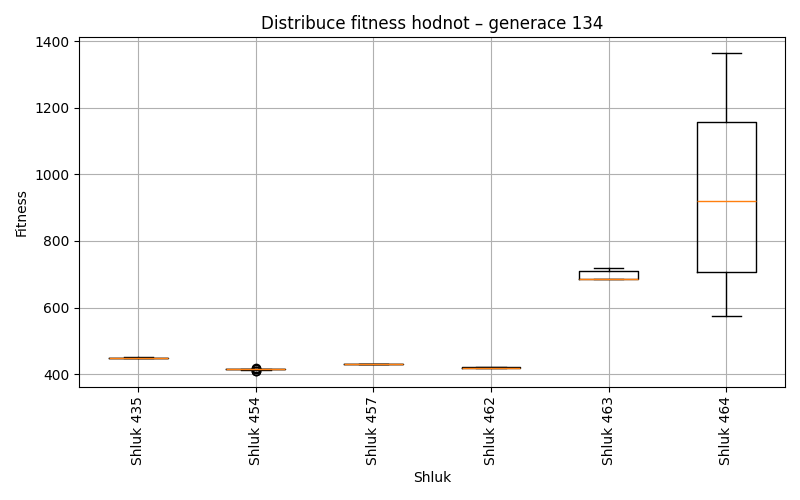 Distribuce fitness hodnot – generace 134
1400
1200
1000
800
600
400
Fitness
Shluk 435
Shluk 454
Shluk 457
Shluk 462
Shluk 463
Shluk 464
Shluk